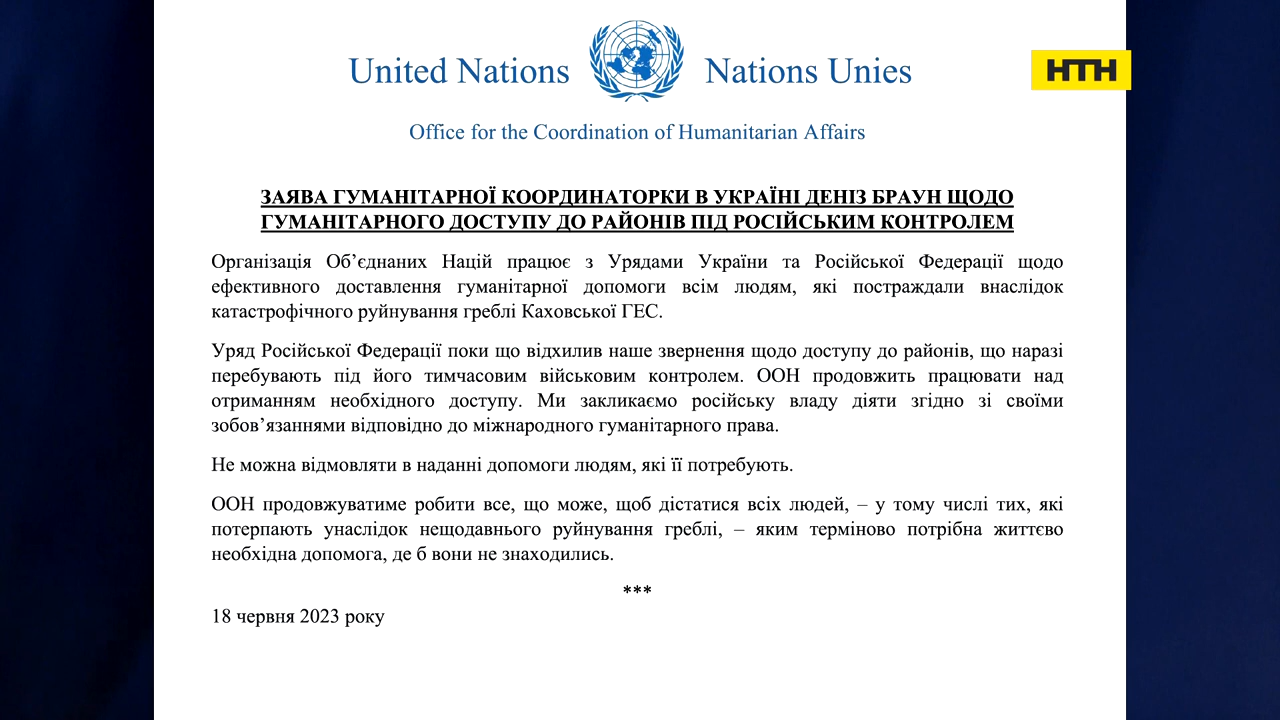 United Nations Nations Unies
НТН
Office for the Coordination of Humanitarian Affairs
ЗАЯВА ГУМАНІТАРНОЇ КООРДИНАТОРКИ В УКРАЇНІ ДЕНІЗ БРАУН ЩОДО
ГУМАНІТАРНОГО ДОСТУПУ ДО РАЙОНІВ ПІД РОСІЙСЬКИМ КОНТРОЛЕМ
Організація Об’єднаних Націй працює з Урядами України та Російської Федерації щодо
ефективного доставлення гуманітарної допомоги всім людям, які постраждали внаслідок
катастрофічного руйнування греблі Каховської ГЕС.
Уряд Російської Федерації поки що відхилив наше звернення щодо доступу до районів, що наразі
перебувають під його тимчасовим військовим контролем. ООН продовжить працювати над
отриманням необхідного доступу. Ми закликаємо російську владу діяти згідно зі своїми
зобов’язаннями відповідно до міжнародного гуманітарного права.
Не можна відмовляти в наданні допомоги людям, які її потребують.
ООН продовжуватиме робити все, що може, щоб дістатися всіх людей, – у тому числі тих, які
потерпають унаслідок нещодавнього руйнування греблі, – яким терміново потрібна життєво
необхідна допомога, де б вони не знаходились.
***
18 червня 2023 року